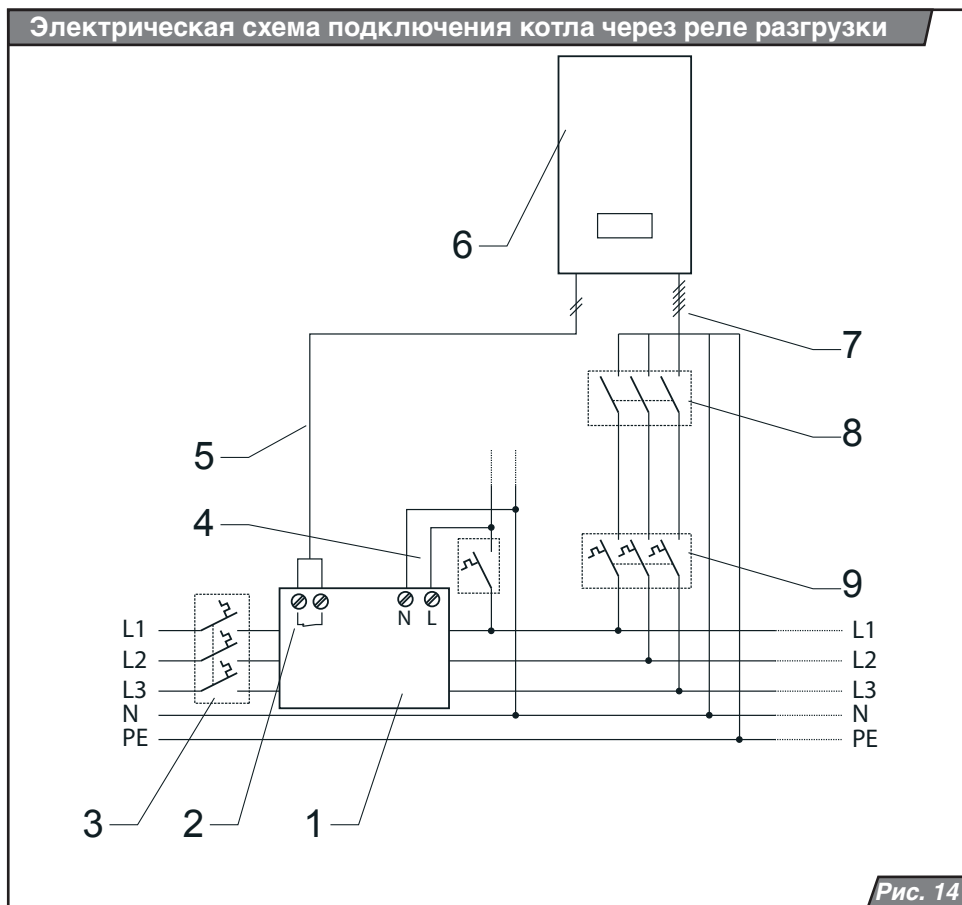 Электрическая схема подключения котла через реле разгрузки
6
7
8
5
4
9
N L
L1 L1
L2 L2
L3 L3
N N
PE PE
3 2 1
Рис. 14